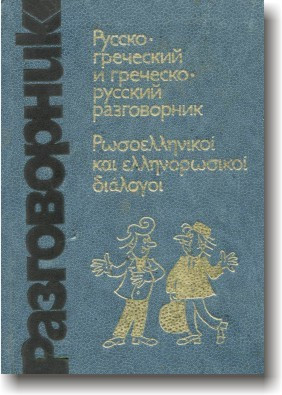 Разговорник
Русско-
греческий
и греческо-
русский
разговорник
Ρωσοελληνικοί
και ελληνορωσικοί
διάλογοι